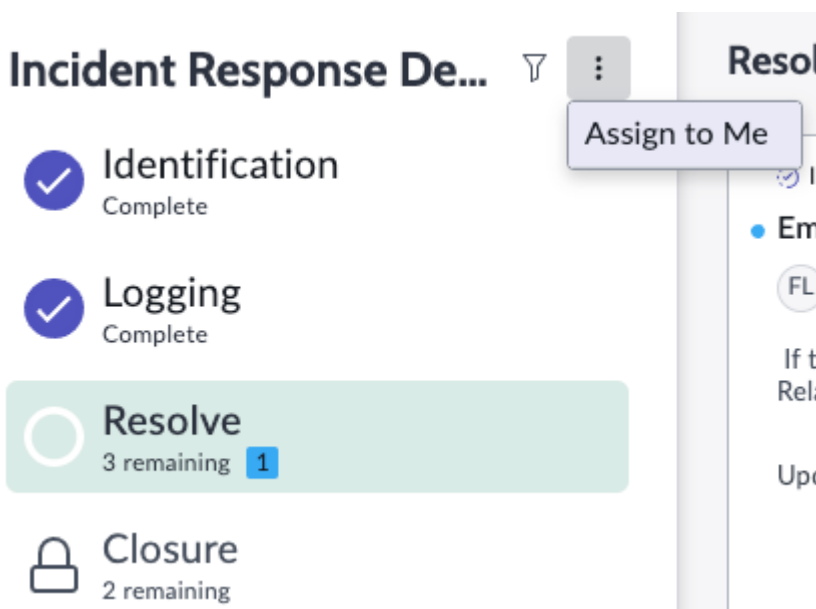 Incident Response De...
Assign to Me
Identification
Complete
Logging
Complete
Resolve
3 remaining 1
Closure
2 remaining
Resol
Em
FL
If t
Rela
Upd